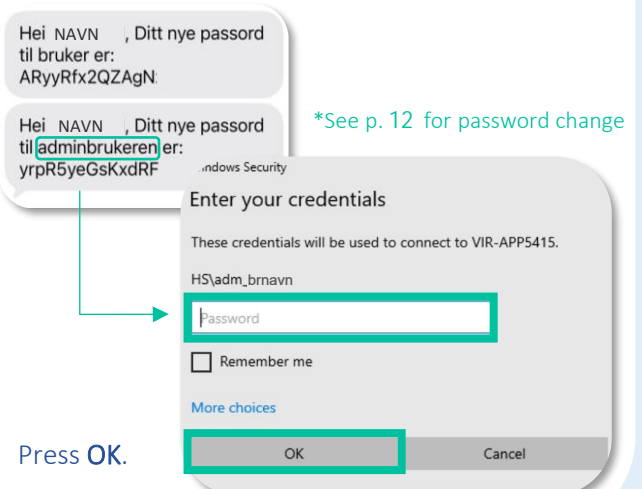 Hei NAVN , Ditt nye passord
til bruker er:
ARyyRfx2QZAgN:
Hei NAVN , Ditt nye passord
til adminbrukeren er:
yrpR5yeGsKxdRF
*See p. 12 for password change
Windows Security
Enter your credentials
These credentials will be used to connect to VIR-APP5415.
HS\adm_brnavn
Password
Remember me
More choices
OK
Cancel
Press OK.